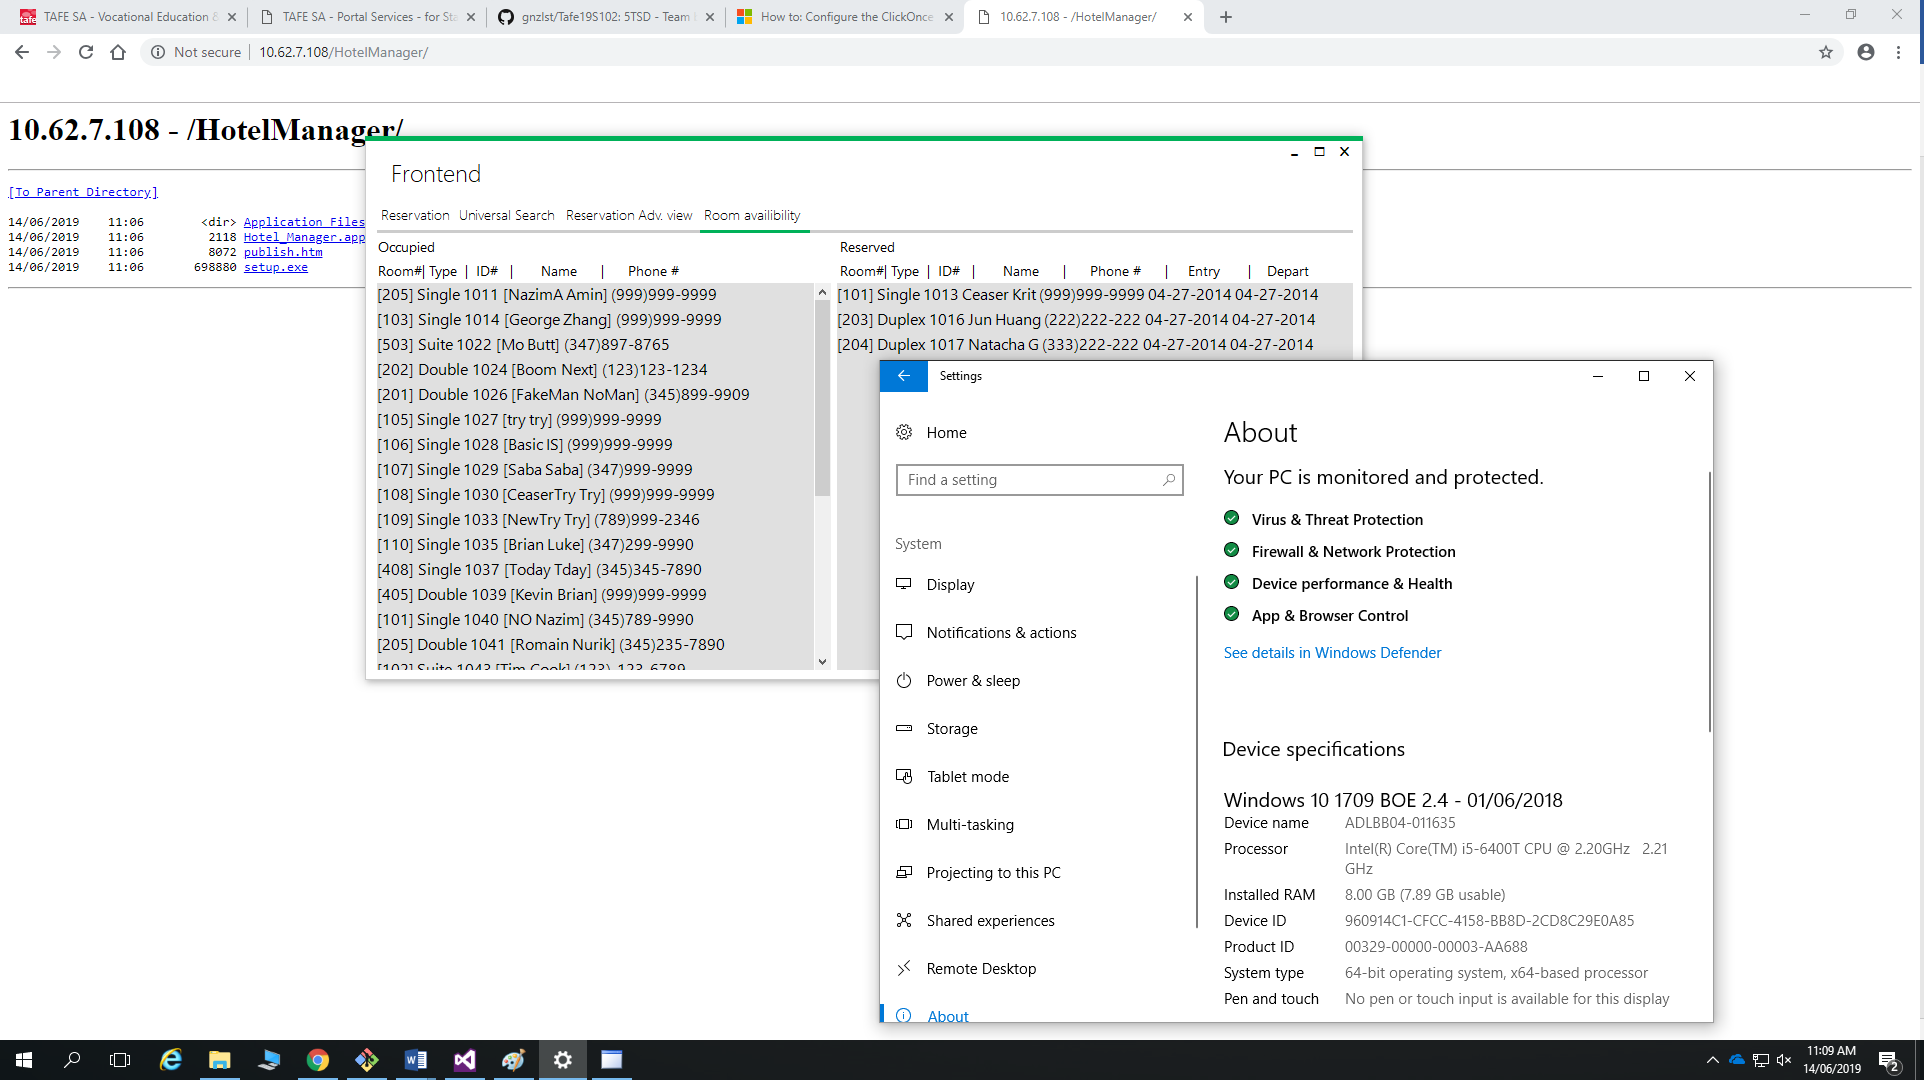 TAFE SA - Vocational Education &
TAFE SA - Portal Services - for Sta
gnzlst/Tafe19S102: 5TSD - Team
How to: Configure the ClickOnce
10.62.7.108 - /HotelManager/
Not secure
10.62.7.108/HotelManager/
10.62.7.108 - /HotelManager/
[To Parent Directory]
14/06/2019 11:06 <dir> Application Files
14/06/2019 11:06 2118 Hotel_Manager.app
14/06/2019 11:06 8072 publish.htm
14/06/2019 11:06 698880 setup.exe
Frontend
Reservation Universal Search Reservation Adv. view Room availibility
Occupied
Room#| Type | ID# | Name | Phone #
[205] Single 1011 [NazimA Amin] (999)999-9999
[103] Single 1014 [George Zhang] (999)999-9999
[503] Suite 1022 [Mo Butt] (347)897-8765
[202] Double 1024 [Boom Next] (123)123-1234
[201] Double 1026 [FakeMan NoMan] (345)899-9909
[105] Single 1027 [try try] (999)999-9999
[106] Single 1028 [Basic IS] (999)999-9999
[107] Single 1029 [Saba Saba] (347)999-9999
[108] Single 1030 [CeaserTry Try] (999)999-9999
[109] Single 1033 [NewTry Try] (789)999-2346
[110] Single 1035 [Brian Luke] (347)299-9990
[408] Single 1037 [Today Tday] (345)345-7890
[405] Double 1039 [Kevin Brian] (999)999-9999
[101] Single 1040 [NO Nazim] (345)789-9990
[205] Double 1041 [Romain Nurik] (345)235-7890
[102] Suite 1043 [Tim Cook] (123) 123-6789
Reserved
Room#| Type | ID# | Name | Phone # | Entry | Depart
[101] Single 1013 Ceaser Krit (999)999-9999 04-27-2014 04-27-2014
[203] Duplex 1016 Jun Huang (222)222-222 04-27-2014 04-27-2014
[204] Duplex 1017 Natacha G (333)222-222 04-27-2014 04-27-2014
Settings
Home
Find a setting
System
Display
Notifications & actions
Power & sleep
Storage
Tablet mode
Multi-tasking
Projecting to this PC
Shared experiences
Remote Desktop
About
About
Your PC is monitored and protected.
Virus & Threat Protection
Firewall & Network Protection
Device performance & Health
App & Browser Control
See details in Windows Defender
Device specifications
Windows 10 1709 BOE 2.4 - 01/06/2018
Device name ADLBB04-011635
Processor Intel(R) Core(TM) i5-6400T CPU @ 2.20GHz 2.21
GHz
Installed RAM 8.00 GB (7.89 GB usable)
Device ID 960914C1-CFCC-4158-BB8D-2CD8C29E0A85
Product ID 00329-00000-00003-AA688
System type 64-bit operating system, x64-based processor
Pen and touch No pen or touch input is available for this display
11:09 AM
14/06/2019
2